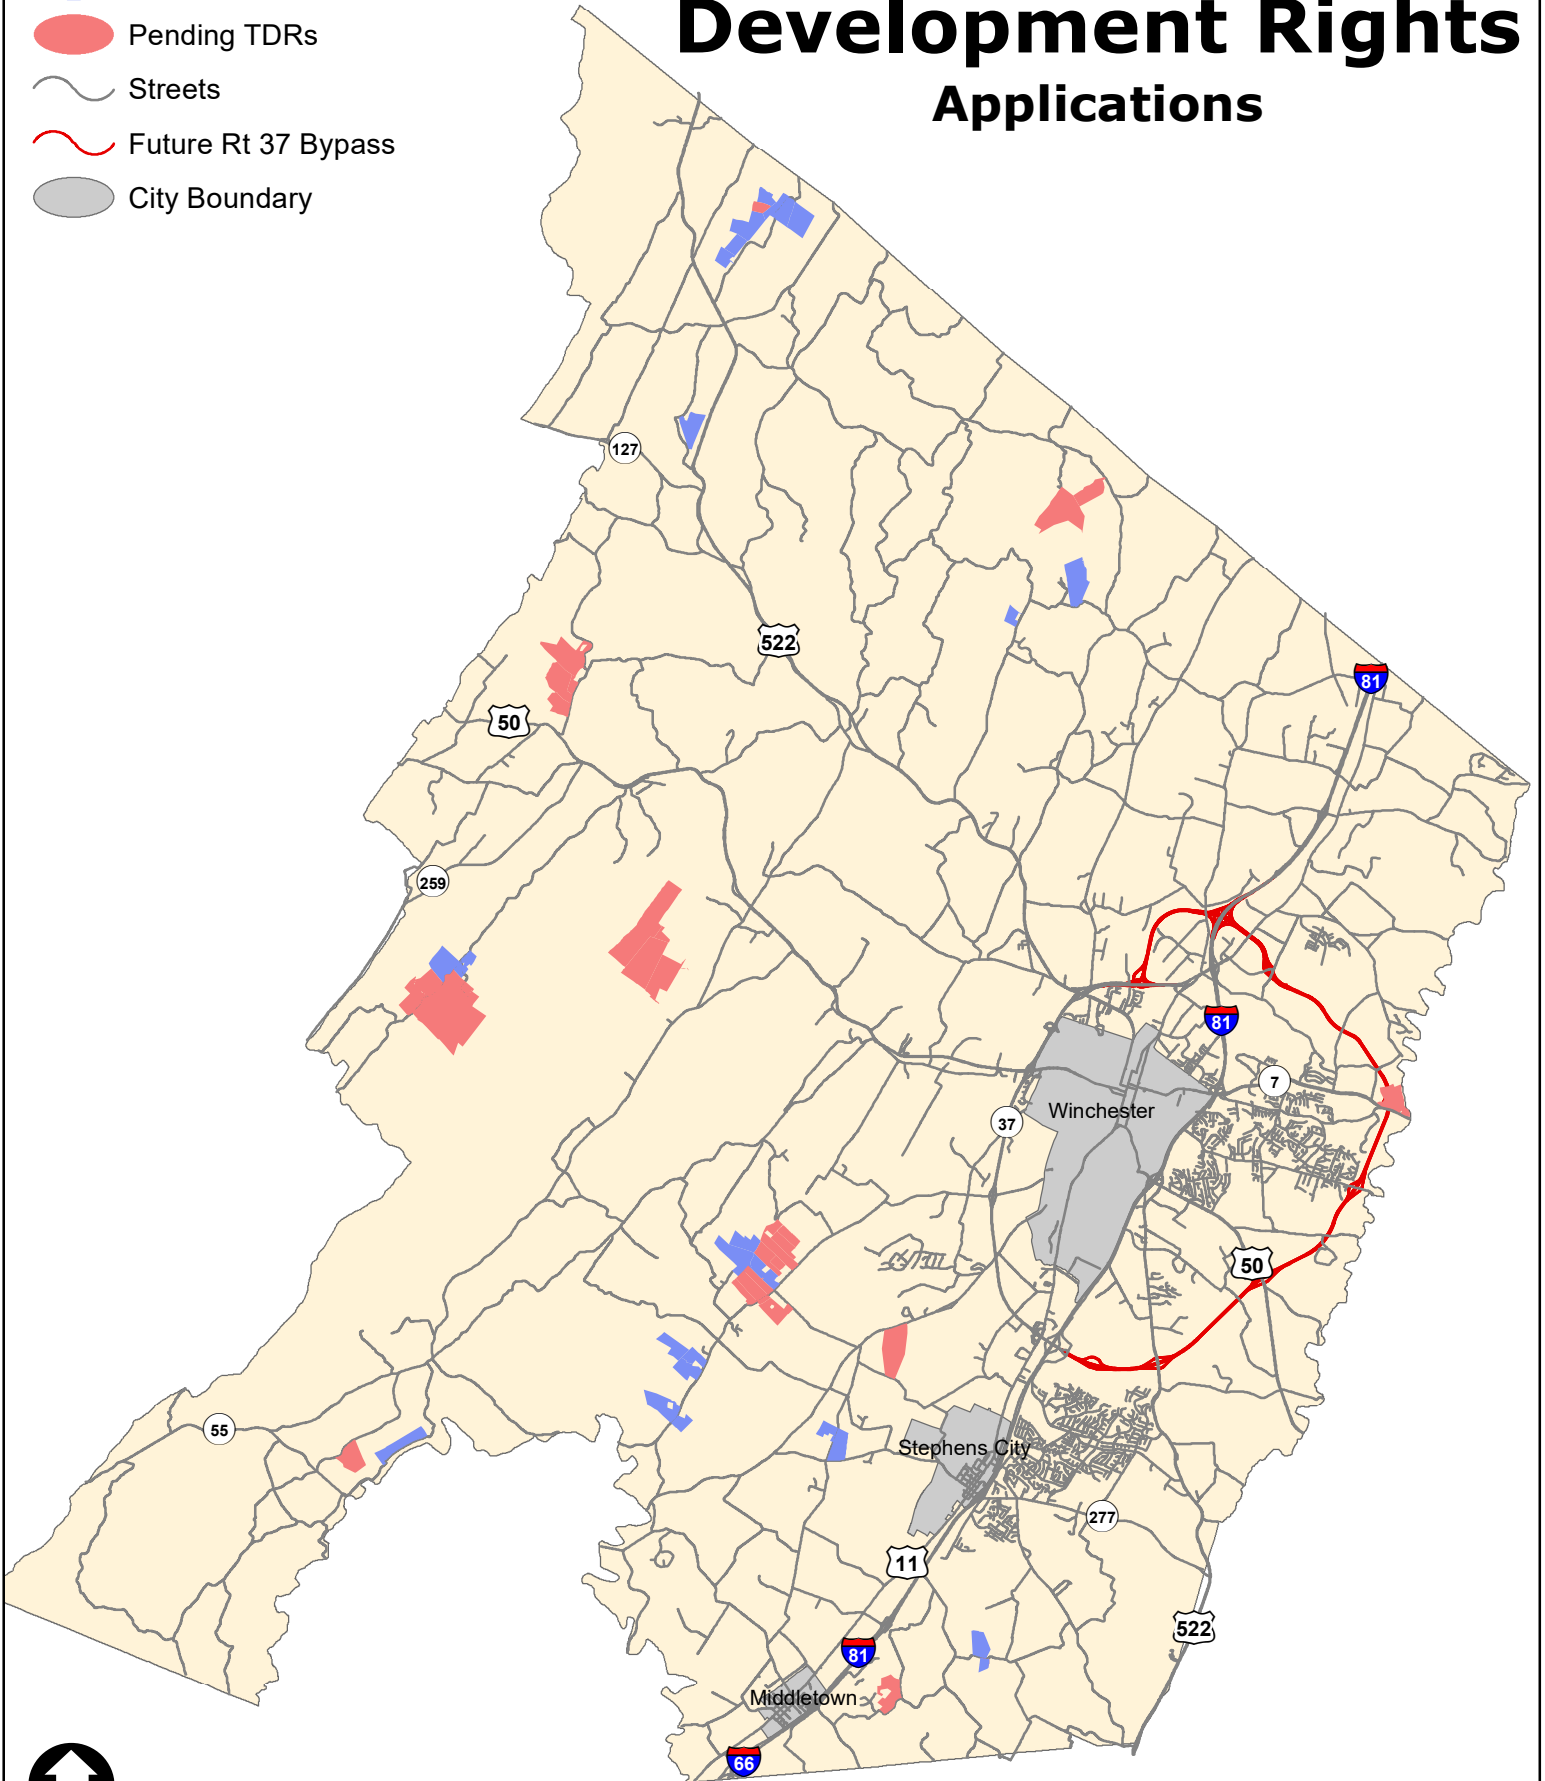 Development Rights
Applications
Pending TDRs
Streets
Future Rt 37 Bypass
City Boundary
127
522
81
50
259
81
7
Winchester
37
50
55
Stephens City
277
11
522
81
Middletown
66